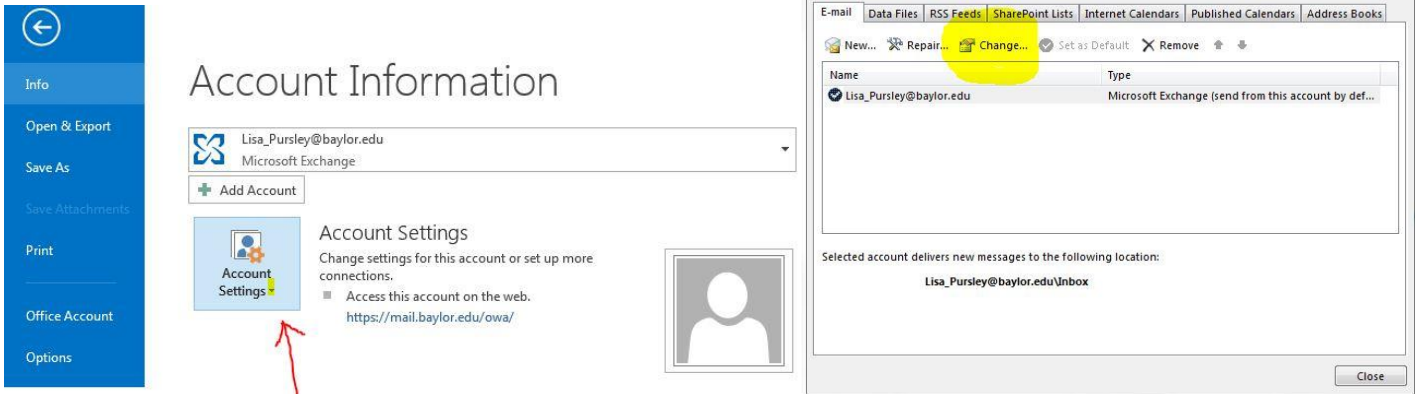 Info
Open & Export
Save As
Save Attachments
Print
Office Account
Options
Account Information
Lisa_Pursley@baylor.edu
Microsoft Exchange
Add Account
Account
Settings
Account Settings
Change settings for this account or set up more
connections.
Access this account on the web.
https://mail.baylor.edu/owa/
E-mail Data Files RSS Feeds SharePoint Lists Internet Calendars Published Calendars Address Books
New... Repair... Change... Set as Default Remove
Name Type
Lisa_Pursley@baylor.edu Microsoft Exchange (send from this account by def...
Selected account delivers new messages to the following location:
Lisa_Pursley@baylor.edu\Inbox
Close